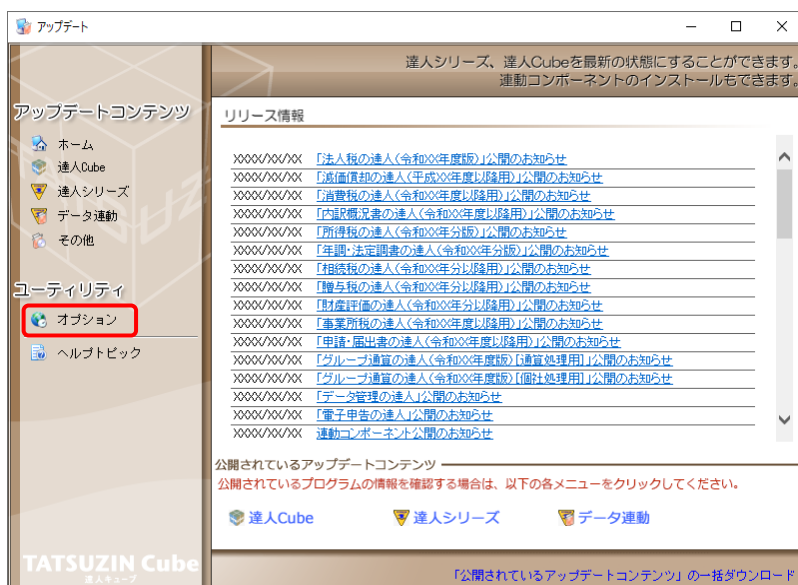 アップデート
達人シリーズ、達人Cubeを最新の状態にすることができます。
連動コンポーネントのインストールもできます。
アップデートコンテンツ
ホーム
達人Cube
達人シリーズ
データ連動
その他
ユーティリティ
オプション
ヘルプトピック
リリース情報
XXXX/XX/XX 「法人税の達人(令和XX年度版)」公開のお知らせ
XXXX/XX/XX 「減価償却の達人(平成XX年度以降用)」公開のお知らせ
XXXX/XX/XX 「消費税の達人(令和XX年度以降用)」公開のお知らせ
XXXX/XX/XX 「内訳概況書の達人(令和XX年度以降用)」公開のお知らせ
XXXX/XX/XX 「所得税の達人(令和XX年分版)」公開のお知らせ
XXXX/XX/XX 「年調・法定調書の達人(令和XX年分版)」公開のお知らせ
XXXX/XX/XX 「相続税の達人(令和XX年分以降用)」公開のお知らせ
XXXX/XX/XX 「贈与税の達人(令和XX年分以降用)」公開のお知らせ
XXXX/XX/XX 「財産評価の達人(令和XX年分以降用)」公開のお知らせ
XXXX/XX/XX 「事業所税の達人(令和XX年度以降用)」公開のお知らせ
XXXX/XX/XX 「申請・届出書の達人(令和XX年度以降用)」公開のお知らせ
XXXX/XX/XX 「グループ通算の達人(令和XX年度版)[通算処理用]」公開のお知らせ
XXXX/XX/XX 「グループ通算の達人(令和XX年度版)[個社処理用]」公開のお知らせ
XXXX/XX/XX 「データ管理の達人」公開のお知らせ
XXXX/XX/XX 「電子申告の達人」公開のお知らせ
XXXX/XX/XX 連動コンポーネント公開のお知らせ
公開されているアップデートコンテンツ
公開されているプログラムの情報を確認する場合は、以下の各メニューをクリックしてください。
達人Cube 達人シリーズ データ連動
TATSUZIN Cube
達人キューブ
「公開されているアップデートコンテンツ」の一括ダウンロード